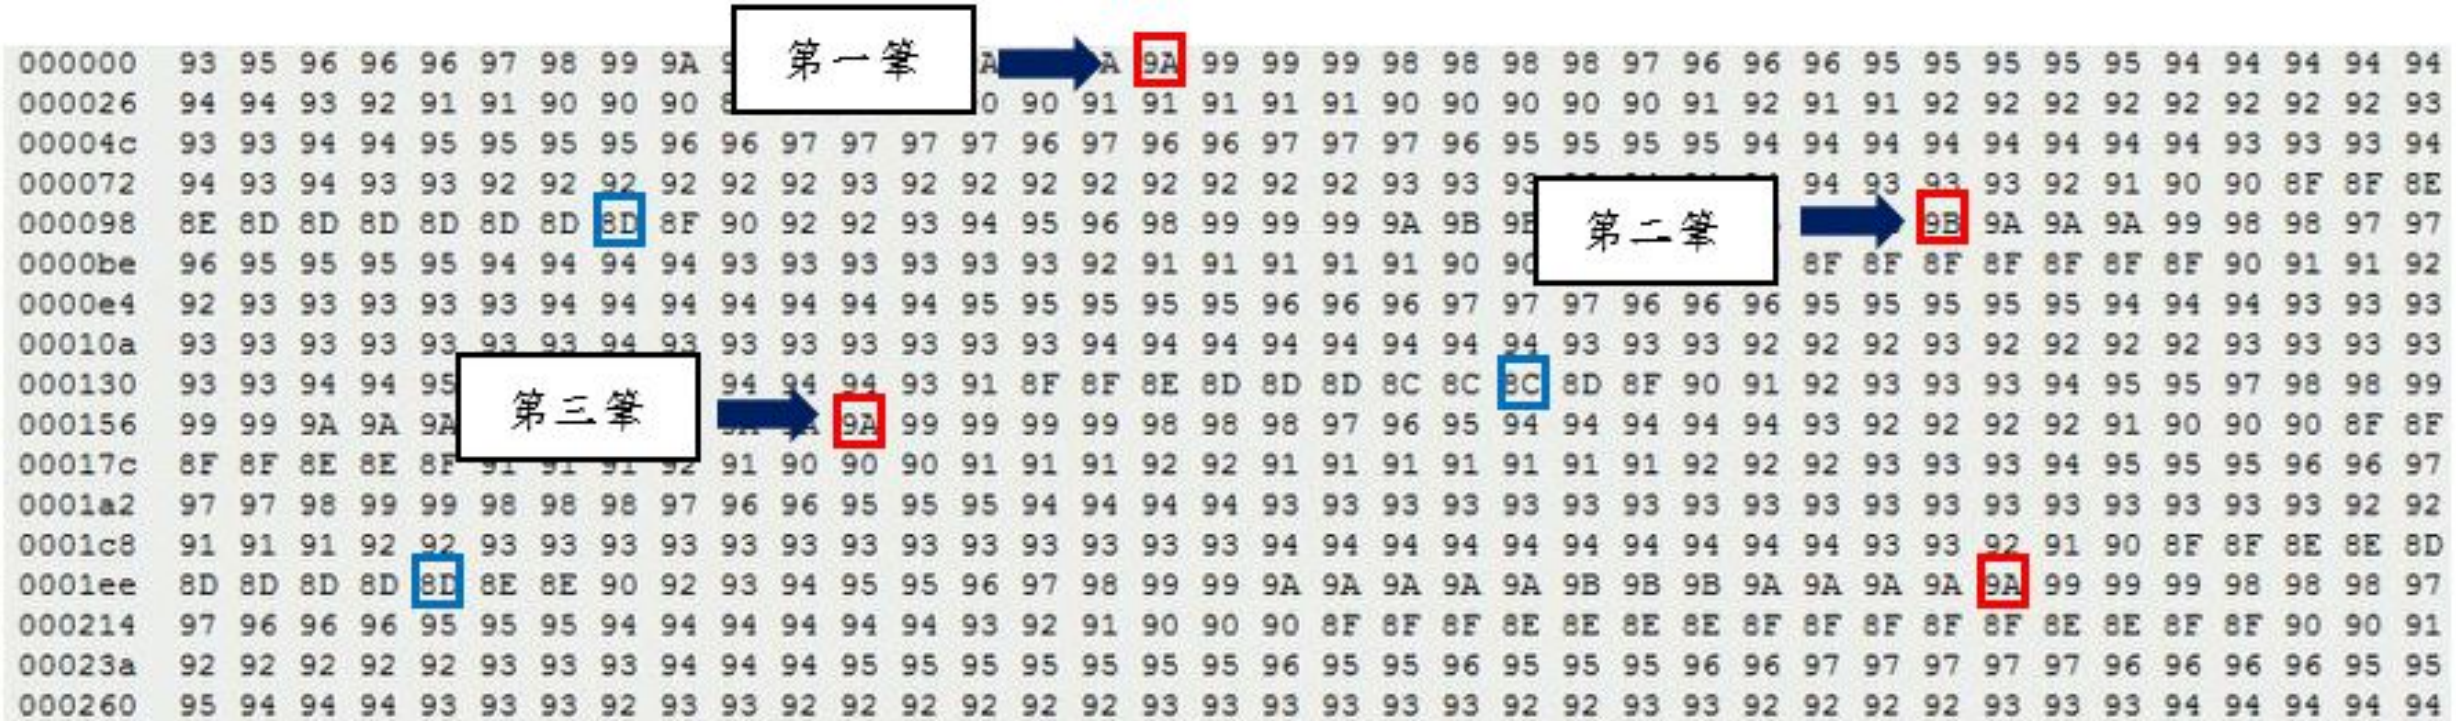 第一筆
000000 93 95 96 96 96 97 98 99 9A 9A 99 99 99 98 98 98 98 97 96 96 96 95 95 95 95 95 94 94 94 94 94
000026 94 94 93 92 91 91 90 90 90 90 91 91 91 91 91 90 90 90 90 90 91 92 91 91 92 92 92 92 92 92 92 92 93
00004c 93 93 94 94 95 95 95 95 96 96 97 97 97 97 96 97 96 96 97 97 97 96 95 95 95 95 94 94 94 94 94 94 94 94 93 93 93 94
000072 94 93 94 93 93 92 92 92 92 92 92 93 92 92 92 92 92 92 92 92 93 93 93 94 93 93 93 92 91 90 90 8F 8F 8E
000098 8E 8D 8D 8D 8D 8D 8D 8D 8F 90 92 92 93 94 95 96 98 99 99 99 9A 9B 第二筆 9B 9A 9A 9A 99 98 98 97 97
0000be 96 95 95 95 95 94 94 94 94 93 93 93 93 93 93 92 91 91 91 91 91 90 90 8F 8F 8F 8F 8F 8F 8F 90 91 91 92
0000e4 92 93 93 93 93 93 94 94 94 94 94 94 94 95 95 95 95 95 96 96 96 97 97 97 96 96 96 95 95 95 95 95 94 94 94 93 93 93
00010a 93 93 93 93 93 93 93 94 93 93 93 93 93 93 93 94 94 94 94 94 94 94 94 93 93 93 92 92 92 93 92 92 92 92 93 93 93 93
000130 93 93 94 94 95 94 94 94 93 91 8F 8F 8E 8D 8D 8D 8C 8C 8C 8D 8F 90 91 92 93 93 93 94 95 95 97 98 98 99
000156 99 99 9A 9A 9A 第三筆 9A 99 99 99 99 98 98 98 97 96 95 94 94 94 94 94 93 92 92 92 92 91 90 90 90 8F 8F
00017c 8F 8F 8E 8E 8F 91 91 91 92 91 90 90 90 91 91 91 92 92 91 91 91 91 91 91 91 92 92 92 93 93 93 94 95 95 95 96 96 97
0001a2 97 97 98 99 99 98 98 98 97 96 96 95 95 95 94 94 94 94 93 93 93 93 93 93 93 93 93 93 93 93 93 93 93 93 93 93 92 92
0001c8 91 91 91 92 92 93 93 93 93 93 93 93 93 93 93 93 93 93 94 94 94 94 94 94 94 94 94 94 93 93 92 91 90 8F 8F 8E 8E 8D
0001ee 8D 8D 8D 8D 8D 8E 8E 90 92 93 94 95 95 96 97 98 99 99 9A 9A 9A 9A 9A 9B 9B 9B 9A 9A 9A 9A 9A 99 99 99 98 98 98 97
000214 97 96 96 96 95 95 95 94 94 94 94 94 94 93 92 91 90 90 90 8F 8F 8F 8E 8E 8E 8E 8F 8F 8F 8F 8F 8E 8E 8F 8F 90 90 91
00023a 92 92 92 92 92 93 93 93 94 94 94 95 95 95 95 95 95 95 96 95 95 96 95 95 95 96 96 97 97 97 97 97 96 96 96 96 95 95
000260 95 94 94 94 93 93 93 92 93 93 92 92 92 92 92 92 93 93 93 93 93 93 92 92 93 93 92 92 92 92 93 93 93 94 94 94 94 94